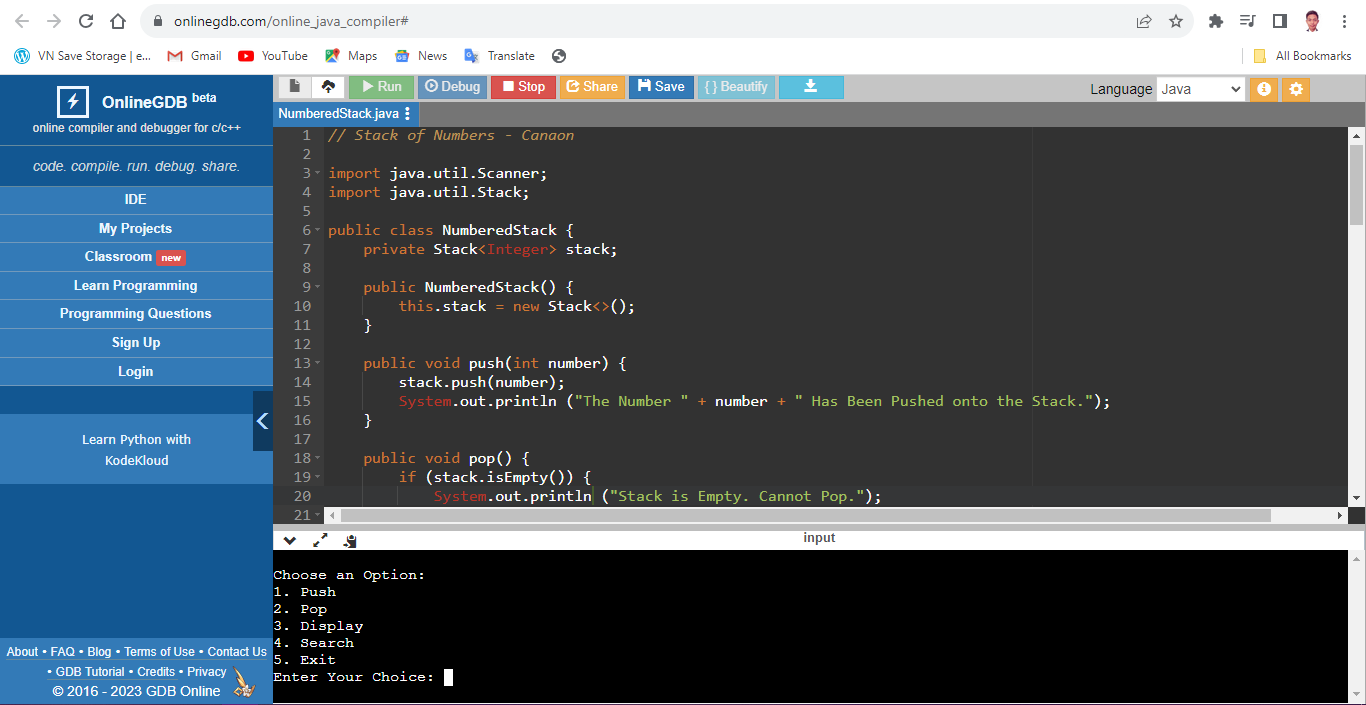 onlinegdb.com/online_java_compiler#
VN Save Storage | e... Gmail YouTube Maps News Translate All Bookmarks
OnlineGDB beta
online compiler and debugger for c/c++
code. compile. run. debug. share.
IDE
My Projects
Classroom new
Learn Programming
Programming Questions
Sign Up
Login
Learn Python with
KodeKloud
About • FAQ • Blog • Terms of Use • Contact Us
• GDB Tutorial • Credits • Privacy
© 2016 - 2023 GDB Online
Run Debug Stop Share Save { } Beautify Language Java
NumberedStack.java
1 // Stack of Numbers - Canaon
2
3 import java.util.Scanner;
4 import java.util.Stack;
5
6 public class NumberedStack {
7     private Stack<Integer> stack;
8
9     public NumberedStack() {
10         this.stack = new Stack<>();
11     }
12
13     public void push(int number) {
14         stack.push(number);
15         System.out.println ("The Number " + number + " Has Been Pushed onto the Stack.");
16     }
17
18     public void pop() {
19         if (stack.isEmpty()) {
20             System.out.println ("Stack is Empty. Cannot Pop.");
21
input
Choose an Option:
1. Push
2. Pop
3. Display
4. Search
5. Exit
Enter Your Choice: